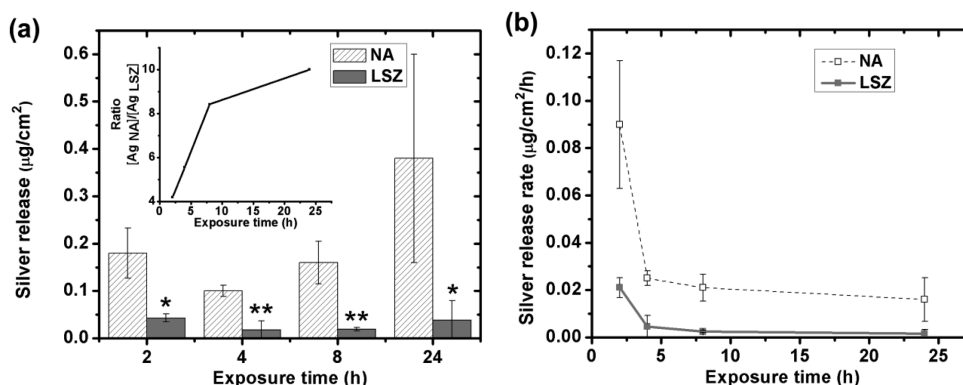 (a)
0.6
0.5
0.4
0.3
0.2
0.1
0.0
Silver release (µg/cm²)
2
4
8
24
Exposure time (h)
NA
LSZ
*
**
**
*
10
8
6
4
Ratio
[Ag NA]/[Ag LSZ]
0 5 10 15 20 25
Exposure time (h)
(b)
0.12
0.10
0.08
0.06
0.04
0.02
0.00
Silver release rate (µg/cm²/h)
0 5 10 15 20 25
Exposure time (h)
NA
LSZ